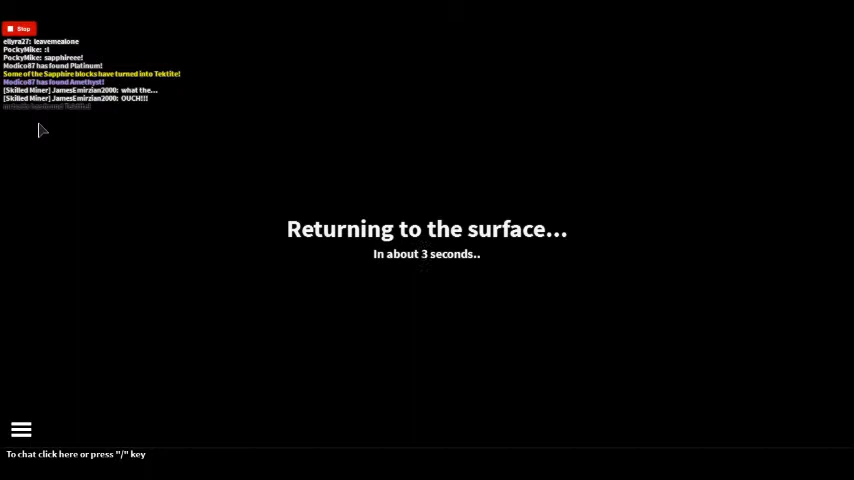 Stop
ellyra27: leavemealone
PockyMike: :l
PockyMike: sapphireee!
Modico87 has found Platinum!
Some of the Sapphire blocks have turned into Tektite!
Modico87 has found Amethyst!
[Skilled Miner] JamesEmirzian2000: what the...
[Skilled Miner] JamesEmirzian2000: OUCH!!!
Returning to the surface...
In about 3 seconds..
To chat click here or press "/" key